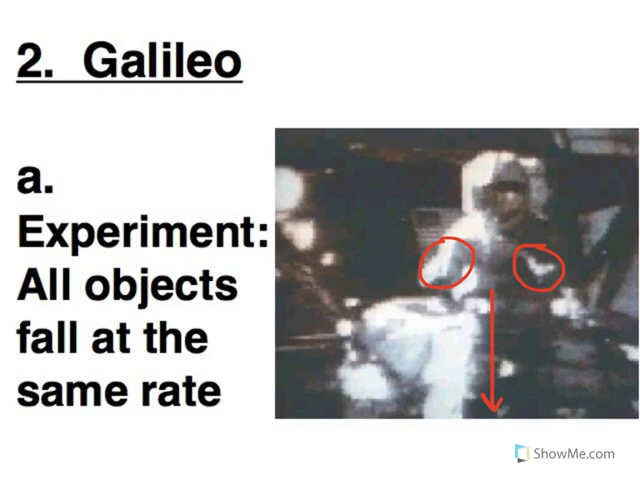 2. Galileo
a.
Experiment:
All objects
fall at the
same rate
ShowMe.com